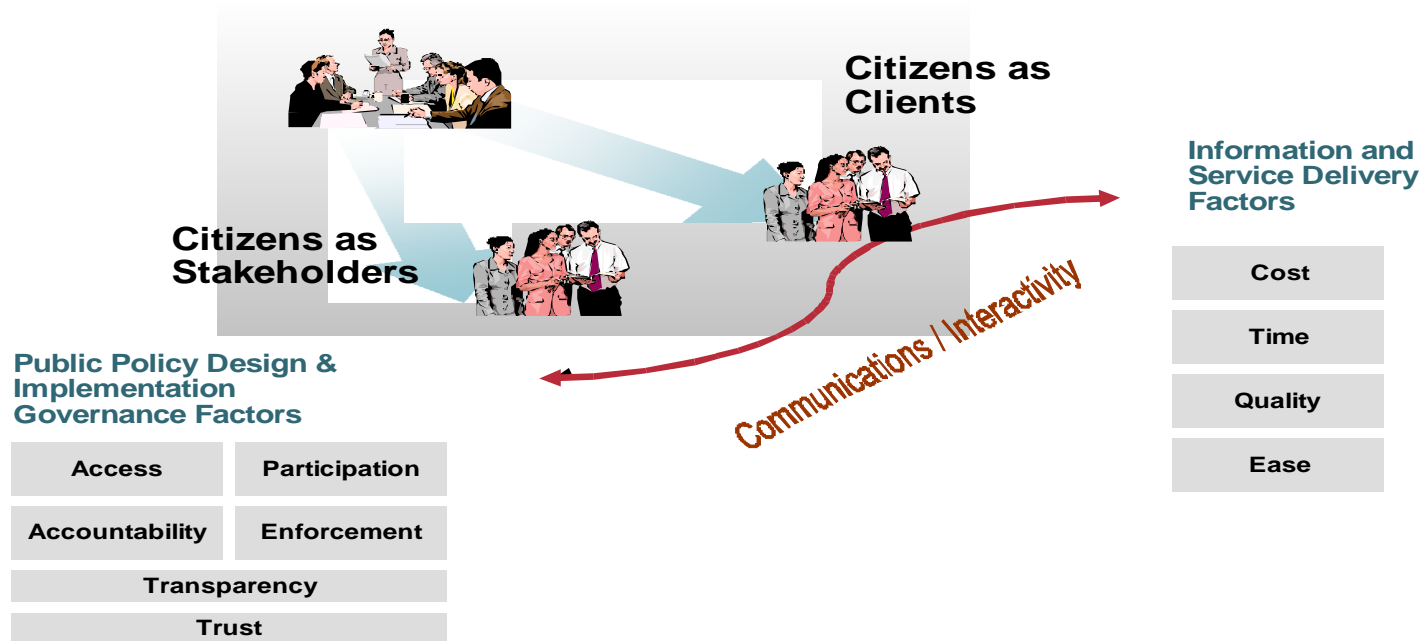 Citizens as
Clients
Citizens as
Stakeholders
Information and
Service Delivery
Factors
Cost
Time
Quality
Ease
Communications / Interactivity
Public Policy Design &
Implementation
Governance Factors
Access
Participation
Accountability
Enforcement
Transparency
Trust